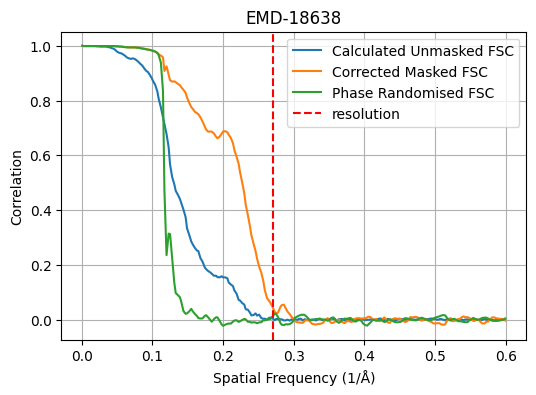 EMD-18638
Calculated Unmasked FSC
Corrected Masked FSC
Phase Randomised FSC
resolution
Correlation
1.0
0.8
0.6
0.4
0.2
0.0
0.0 0.1 0.2 0.3 0.4 0.5 0.6
Spatial Frequency (1/Å)